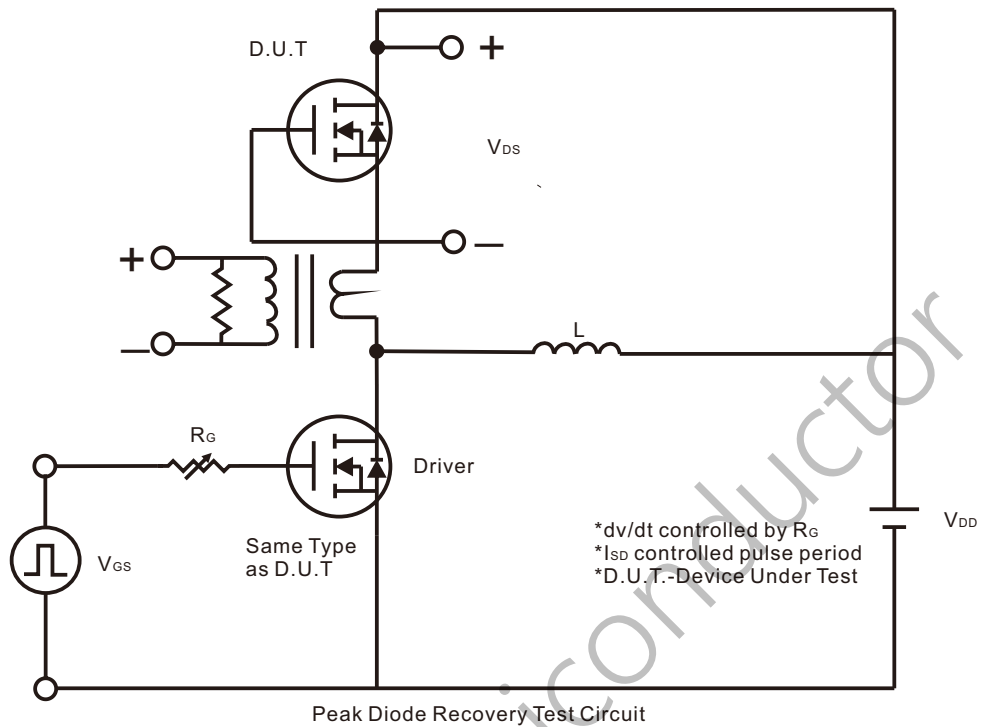 D.U.T
+
VDS
—
+
—
L
RG
Driver
VDD
*dv/dt controlled by RG
*ISD controlled pulse period
*D.U.T.-Device Under Test
Same Type
as D.U.T
VGS
Peak Diode Recovery Test Circuit
iconductor